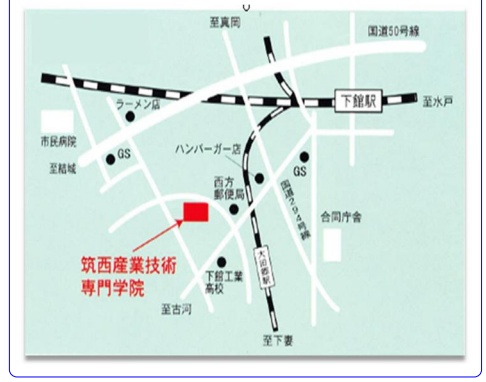 至真岡
国道50号線
下館駅
至水戸
ラーメン店
市民病院
GS
至結城
ハンバーガー店
GS
西方
郵便局
国道294号線
合同庁舎
筑西産業技術
専門学院
下館工業
高校
大田郷駅
至古河
至下妻